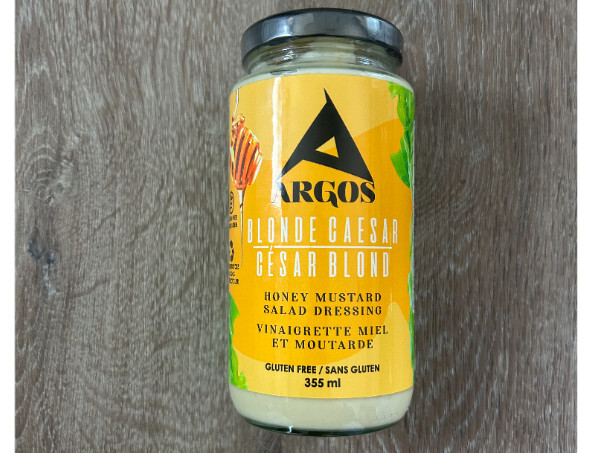 ARGOS
BLONDE CAESAR
CÉSAR BLOND
HONEY MUSTARD
SALAD DRESSING
VINAIGRETTE MIEL
ET MOUTARDE
GLUTEN FREE / SANS GLUTEN
355 ml